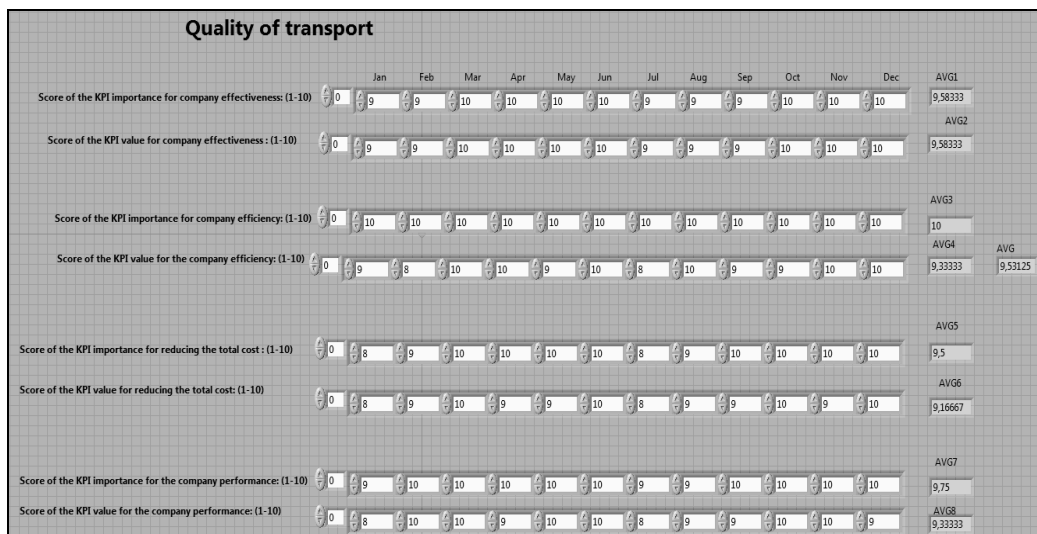 Quality of transport
Jan Feb Mar Apr May Jun Jul Aug Sep Oct Nov Dec AVG1
Score of the KPI importance for company effectiveness: (1-10) 0 9 9 10 10 10 10 9 9 9 10 10 10 9,58333
AVG2
Score of the KPI value for company effectiveness : (1-10) 0 9 9 10 10 10 10 9 9 9 10 10 10 9,58333
AVG3
Score of the KPI importance for company efficiency: (1-10) 0 10 10 10 10 10 10 10 10 10 10 10 10 10
AVG4 AVG
Score of the KPI value for the company efficiency: (1-10) 0 9 8 10 10 9 10 8 10 9 9 10 10 9,33333 9,53125
AVG5
Score of the KPI importance for reducing the total cost : (1-10) 0 8 9 10 10 10 10 8 9 10 10 10 10 9,5
AVG6
Score of the KPI value for reducing the total cost: (1-10) 0 8 9 10 9 9 10 8 9 9 10 9 10 9,16667
AVG7
Score of the KPI importance for the company performance: (1-10) 0 9 10 10 10 10 10 9 9 10 10 10 10 9,75
AVG8
Score of the KPI value for the company performance: (1-10) 0 8 10 10 9 10 10 8 9 9 10 10 9 9,33333